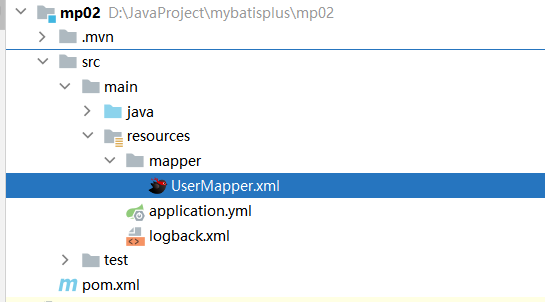 mp02 D:\JavaProject\mybatisplus\mp02
.mvn
src
main
java
resources
mapper
UserMapper.xml
application.yml
logback.xml
test
pom.xml